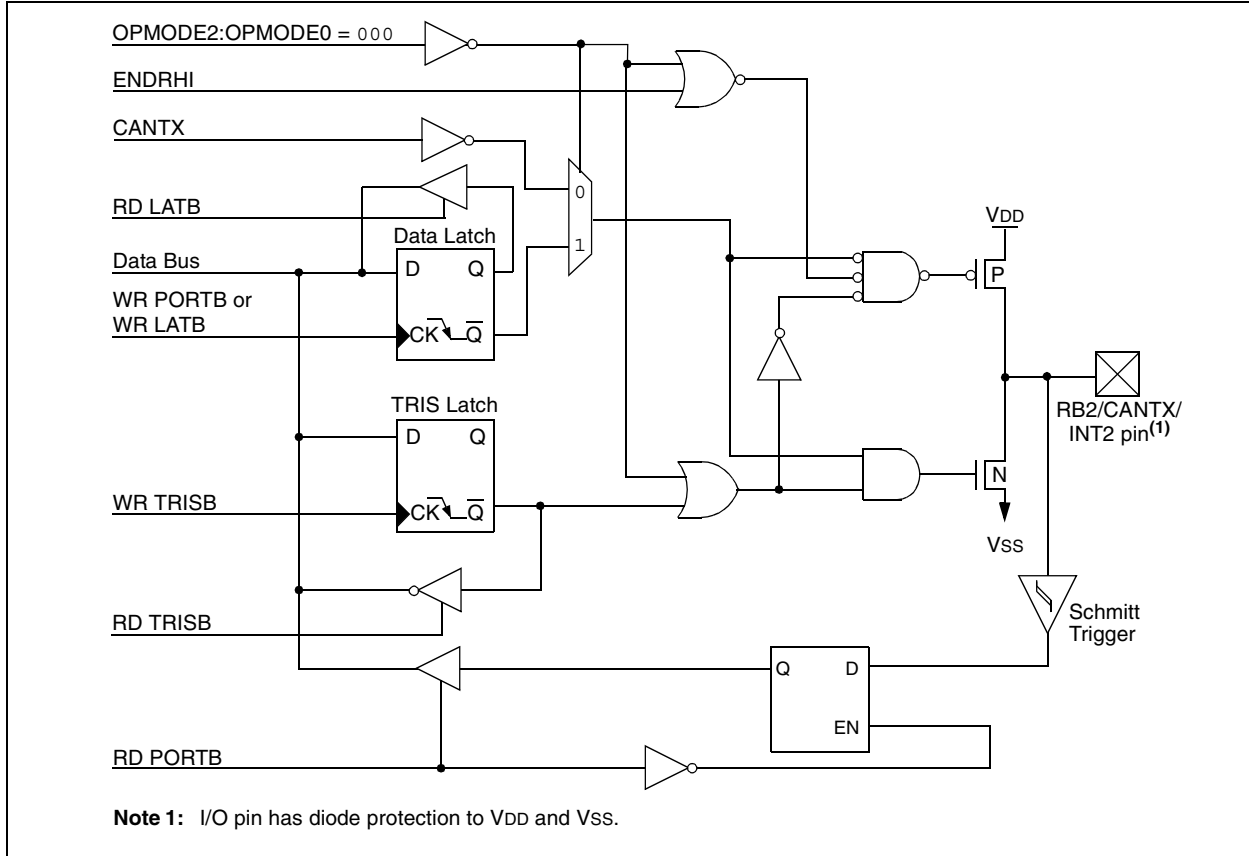 OPMODE2:OPMODE0 = 000
ENDRHI
CANTX
RD LATB
0
1
VDD
Data Latch
Data Bus
D Q
P
WR PORTB or
WR LATB
CK Q
RB2/CANTX/
INT2 pin(1)
TRIS Latch
D Q
N
WR TRISB
CK Q
VSS
RD TRISB
Schmitt
Trigger
Q D
EN
RD PORTB
Note 1: I/O pin has diode protection to VDD and VSS.